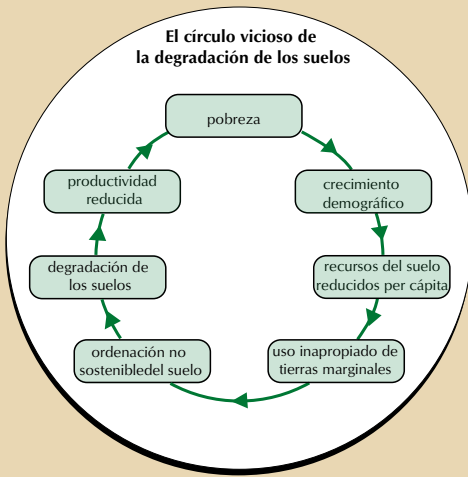 El círculo vicioso de
la degradación de los suelos
pobreza
crecimiento
demográfico
recursos del suelo
reducidos per cápita
uso inapropiado de
tierras marginales
ordenación no
sostenibledel suelo
degradación de
los suelos
productividad
reducida